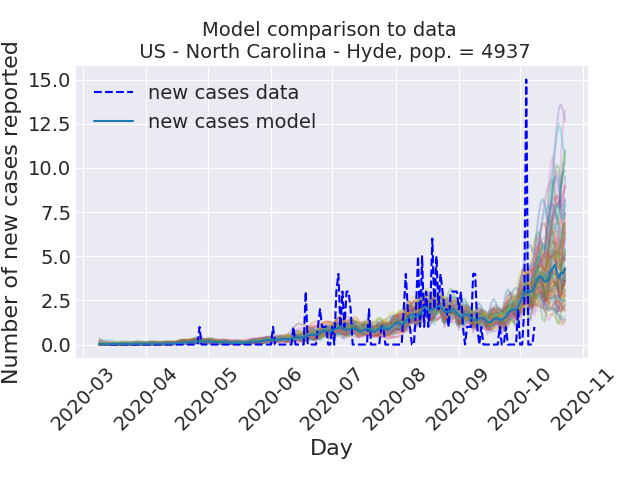 Model comparison to data
US - North Carolina - Hyde, pop. = 4937
Number of new cases reported
15.0
12.5
10.0
7.5
5.0
2.5
0.0
new cases data
new cases model
2020-03
2020-04
2020-05
2020-06
2020-07
2020-08
2020-09
2020-10
2020-11
Day